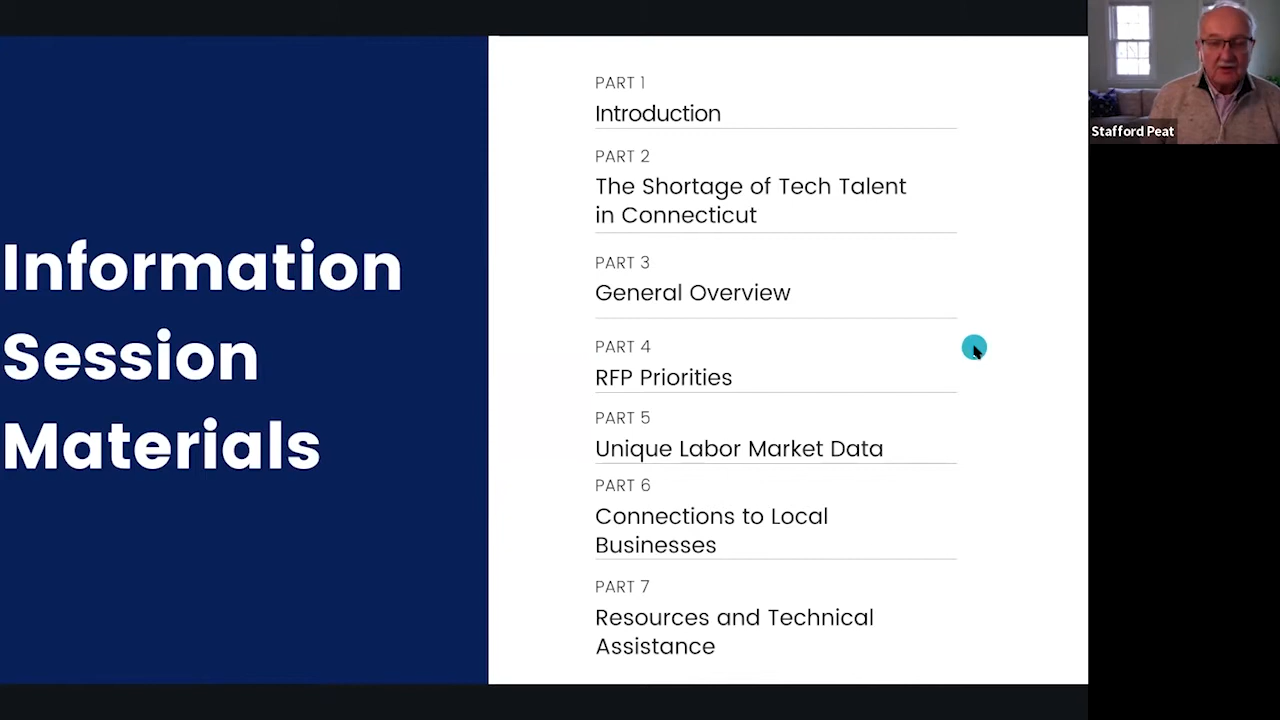 Information
Session
Materials
PART 1
Introduction
PART 2
The Shortage of Tech Talent
in Connecticut
PART 3
General Overview
PART 4
RFP Priorities
PART 5
Unique Labor Market Data
PART 6
Connections to Local
Businesses
PART 7
Resources and Technical
Assistance
Stafford Peat